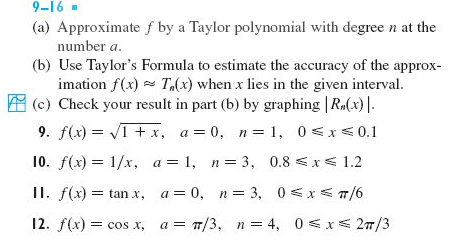 9–16 ▪
(a) Approximate f by a Taylor polynomial with degree n at the
number a.
(b) Use Taylor's Formula to estimate the accuracy of the approx-
imation f(x) ≈ Tₙ(x) when x lies in the given interval.
(c) Check your result in part (b) by graphing |Rₙ(x)|.
9. f(x) = √(1 + x), a = 0, n = 1, 0 ≤ x ≤ 0.1
10. f(x) = 1/x, a = 1, n = 3, 0.8 ≤ x ≤ 1.2
11. f(x) = tan x, a = 0, n = 3, 0 ≤ x ≤ π/6
12. f(x) = cos x, a = π/3, n = 4, 0 ≤ x ≤ 2π/3